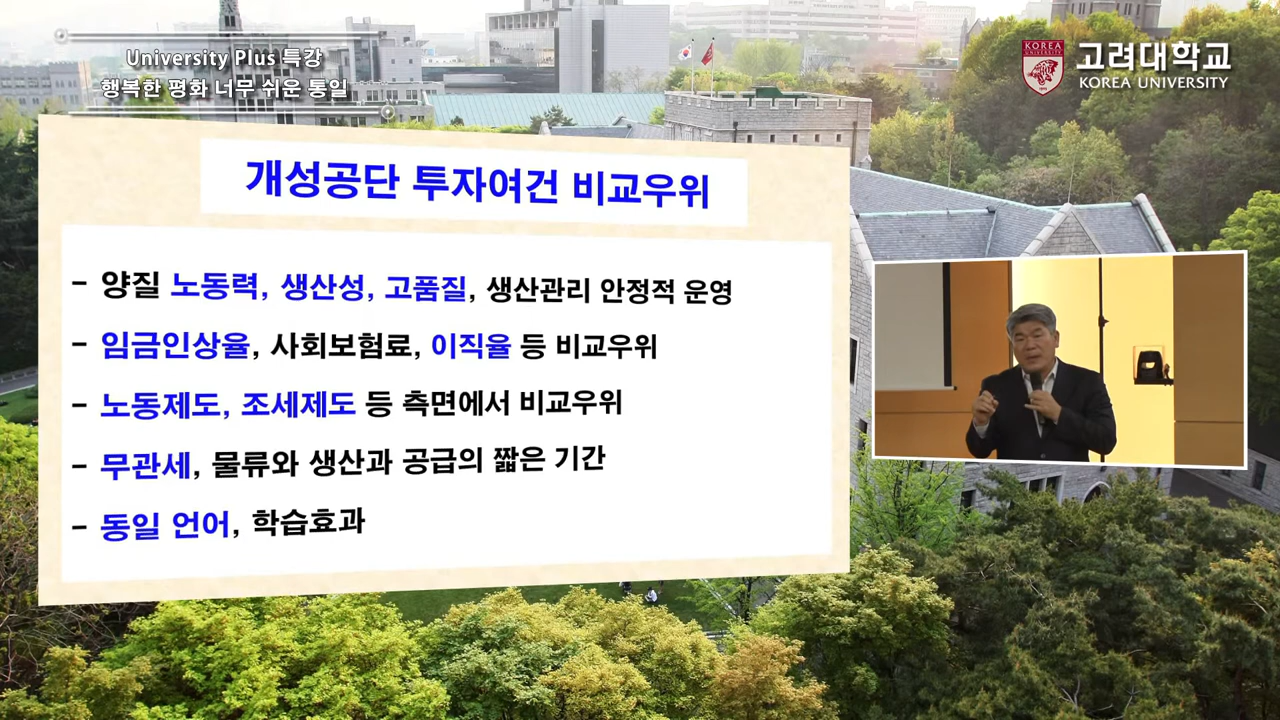 University Plus 특강
행복한 평화 너무 쉬운 통일
KOREA
UNIVERSITY
고려대학교
KOREA UNIVERSITY
개성공단 투자여건 비교우위
- 양질 노동력, 생산성, 고품질, 생산관리 안정적 운영
- 임금인상율, 사회보험료, 이직율 등 비교우위
- 노동제도, 조세제도 등 측면에서 비교우위
- 무관세, 물류와 생산과 공급의 짧은 기간
- 동일 언어, 학습효과